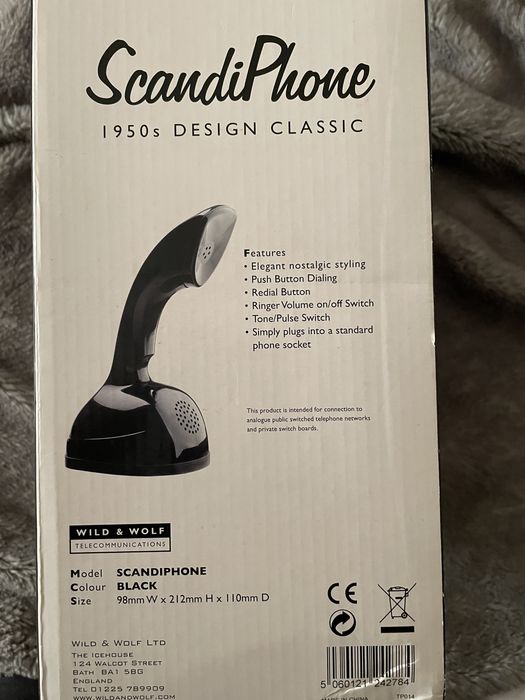 ScandiPhone
1950s DESIGN CLASSIC
Features
• Elegant nostalgic styling
• Push Button Dialing
• Redial Button
• Ringer Volume on/off Switch
• Tone/Pulse Switch
• Simply plugs into a standard
phone socket
This product is intended for connection to
analogue public switched telephone networks
and private switch boards.
WILD & WOLF
TELECOMMUNICATIONS
Model SCANDIPHONE
Colour BLACK
Size 98mm W x 212mm H x 110mm D
WILD & WOLF LTD
THE ICEHOUSE
124 WALCOT STREET
BATH BA1 5BG
ENGLAND
TEL 01225 789909
WWW.WILDANDWOLF.COM
CE
5 060121 242784
MADE IN CHINA TP014